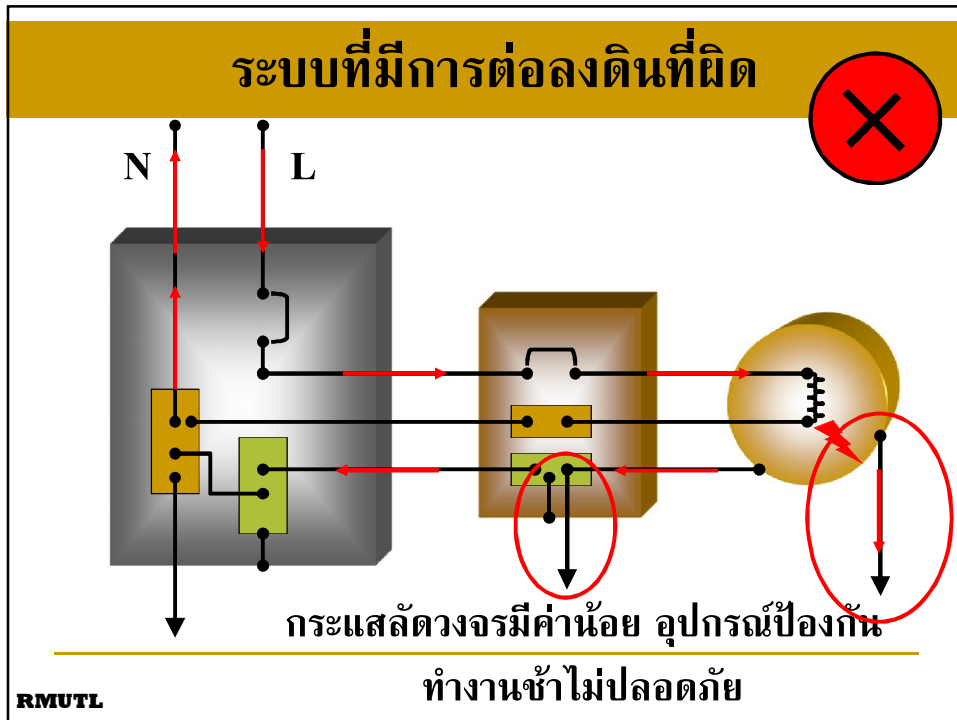 ระบบที่มีการต่อลงดินที่ผิด
N L
กระแสลัดวงจรมีค่าน้อย อุปกรณ์ป้องกัน
ทำงานช้าไม่ปลอดภัย
RMUTL